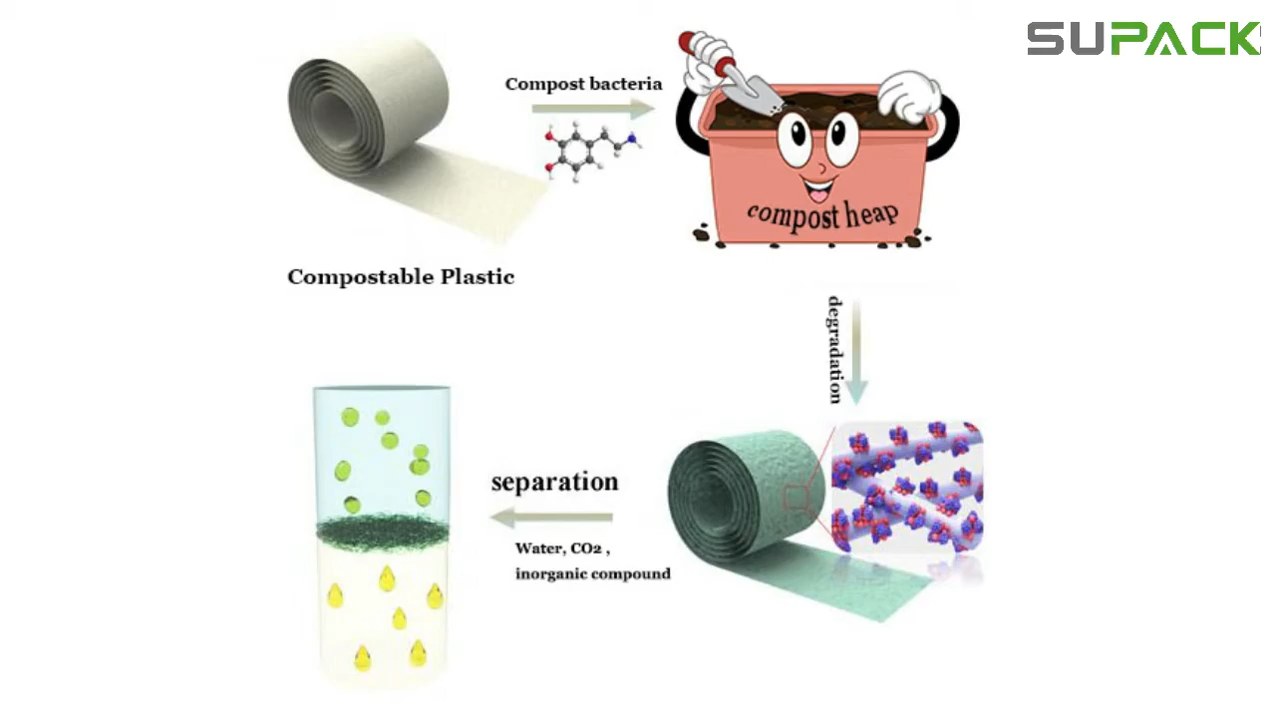 SUPACK
Compost bacteria
compost heap
Compostable Plastic
degradation
separation
Water, CO2 ,
inorganic compound